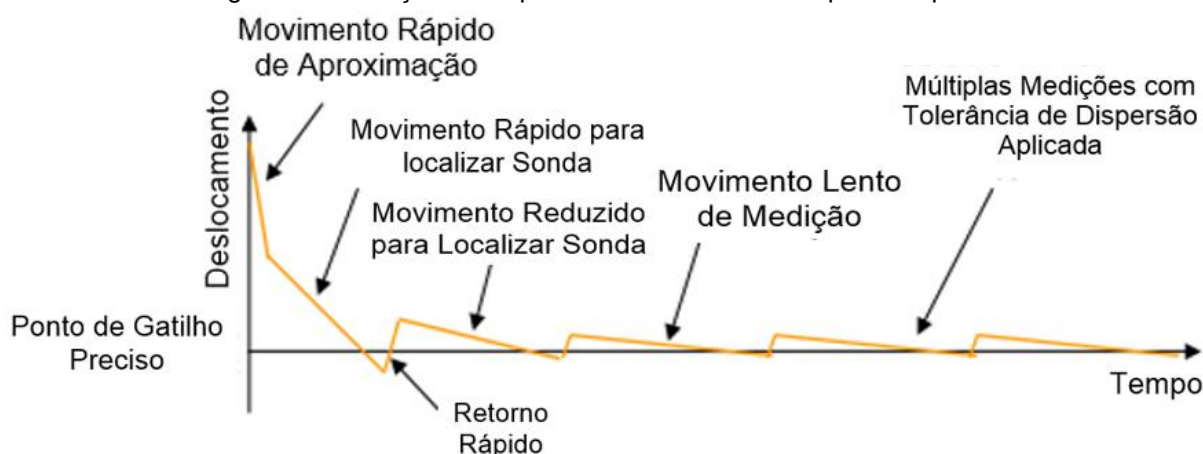 Movimento Rápido
de Aproximação
Deslocamento
Movimento Rápido para
localizar Sonda
Movimento Reduzido
para Localizar Sonda
Movimento Lento
de Medição
Múltiplas Medições com
Tolerância de Dispersão
Aplicada
Ponto de Gatilho
Preciso
Tempo
Retorno
Rápido